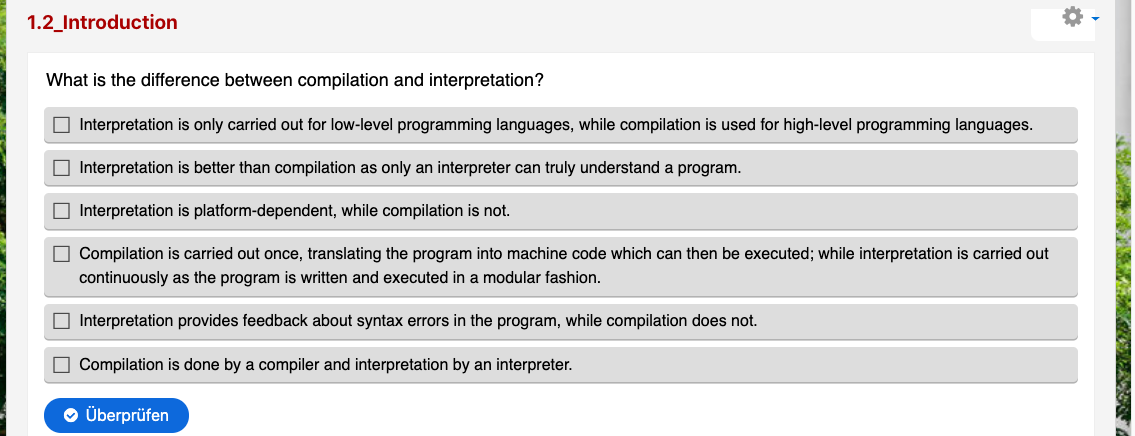 1.2_Introduction
What is the difference between compilation and interpretation?
Interpretation is only carried out for low-level programming languages, while compilation is used for high-level programming languages.
Interpretation is better than compilation as only an interpreter can truly understand a program.
Interpretation is platform-dependent, while compilation is not.
Compilation is carried out once, translating the program into machine code which can then be executed; while interpretation is carried out
continuously as the program is written and executed in a modular fashion.
Interpretation provides feedback about syntax errors in the program, while compilation does not.
Compilation is done by a compiler and interpretation by an interpreter.
Überprüfen